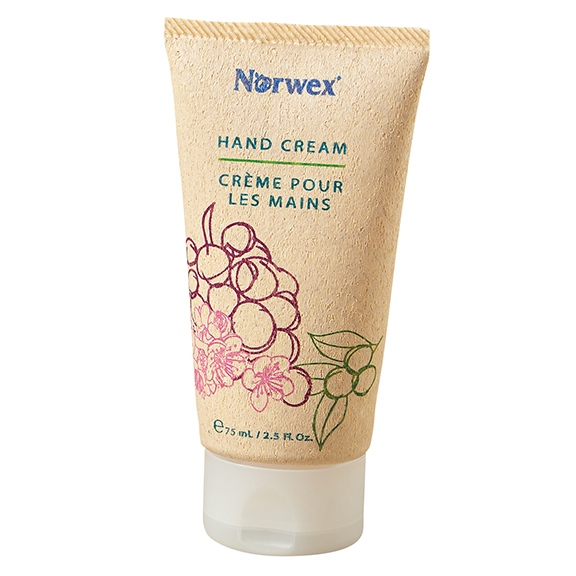 Norwex®
HAND CREAM
CRÈME POUR
LES MAINS
℮75 mL / 2.5 fl. Oz.